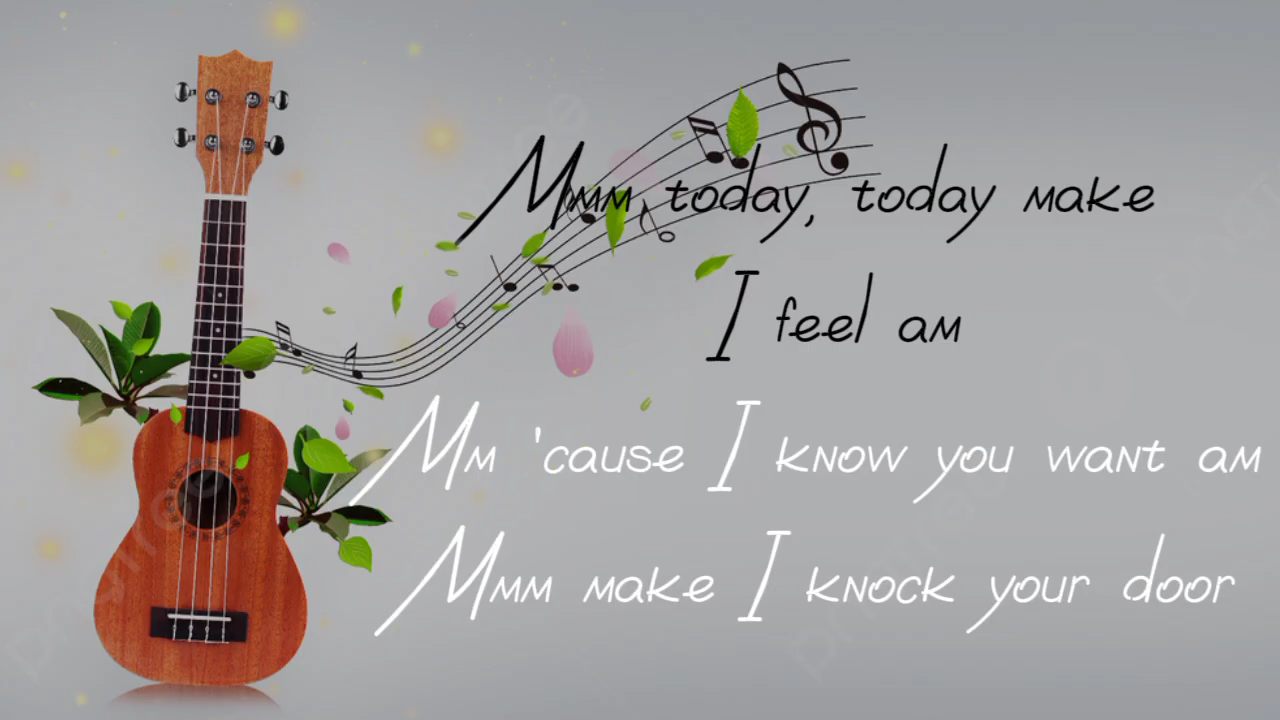 Mmm, today, today make
I feel am
Mm 'cause I know you want am
Mmm make I knock your door